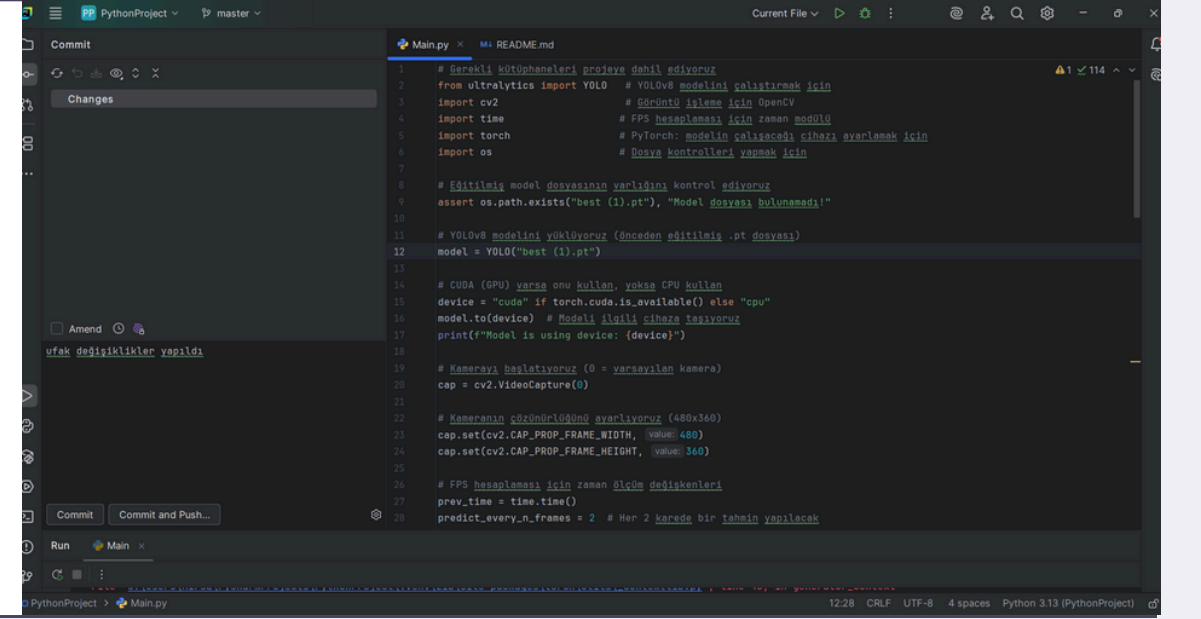 PP PythonProject master Current File
Commit
Main.py
README.md
Changes
1 # Gerekli kütüphaneleri projeye dahil ediyoruz
2 from ultralytics import YOLO # YOLOv8 modelini çalıştırmak için
3 import cv2 # Görüntü işleme için OpenCV
4 import time # FPS hesaplaması için zaman modülü
5 import torch # PyTorch: modelin çalışacağı cihazı ayarlamak için
6 import os # Dosya kontrolleri yapmak için
7
8 # Eğitilmiş model dosyasının varlığını kontrol ediyoruz
9 assert os.path.exists("best (1).pt"), "Model dosyası bulunamadı!"
10
11 # YOLOv8 modelini yüklüyoruz (önceden eğitilmiş .pt dosyası)
12 model = YOLO("best (1).pt")
13
14 # CUDA (GPU) varsa onu kullan, yoksa CPU kullan
15 device = "cuda" if torch.cuda.is_available() else "cpu"
16 model.to(device) # Modeli ilgili cihaza taşıyoruz
17 print(f"Model is using device: {device}")
18
19 # Kamerayı başlatıyoruz (0 = varsayılan kamera)
20 cap = cv2.VideoCapture(0)
21
22 # Kameranın çözünürlüğünü ayarlıyoruz (480x360)
23 cap.set(cv2.CAP_PROP_FRAME_WIDTH, value: 480)
24 cap.set(cv2.CAP_PROP_FRAME_HEIGHT, value: 360)
25
26 # FPS hesaplaması için zaman ölçüm değişkenleri
27 prev_time = time.time()
28 predict_every_n_frames = 2 # Her 2 karede bir tahmin yapılacak
1 114
Amend
ufak değişiklikler yapıldı
Commit Commit and Push...
Run Main
PythonProject > Main.py 12:28 CRLF UTF-8 4 spaces Python 3.13 (PythonProject)